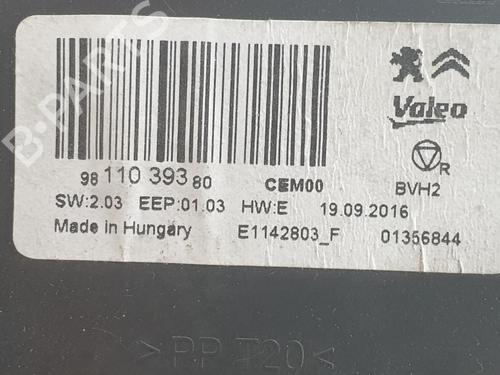 Valeo
R
98 110 393 80 CEM00 BVH2
SW:2.03 EEP:01.03 HW:E 19.09.2016
Made in Hungary E1142803_F 01356844
>PP T20<
B-PARTS